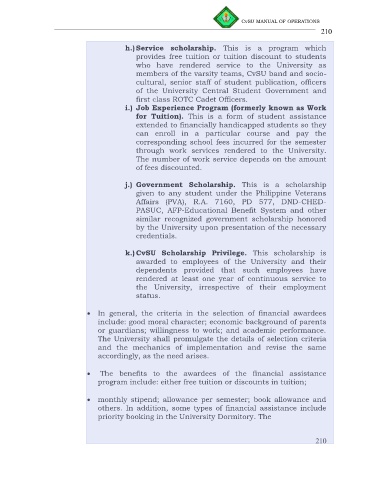 CvSU MANUAL OF OPERATIONS
210
h.) Service scholarship. This is a program which
provides free tuition or tuition discount to students
who have rendered service to the University as
members of the varsity teams, CvSU band and socio-
cultural, senior staff of student publication, officers
of the University Central Student Government and
first class ROTC Cadet Officers.
i.) Job Experience Program (formerly known as Work
for Tuition). This is a form of student assistance
extended to financially handicapped students so they
can enroll in a particular course and pay the
corresponding school fees incurred for the semester
through work services rendered to the University.
The number of work service depends on the amount
of fees discounted.
j.) Government Scholarship. This is a scholarship
given to any student under the Philippine Veterans
Affairs (PVA), R.A. 7160, PD 577, DND-CHED-
PASUC, AFP-Educational Benefit System and other
similar recognized government scholarship honored
by the University upon presentation of the necessary
credentials.
k.) CvSU Scholarship Privilege. This scholarship is
awarded to employees of the University and their
dependents provided that such employees have
rendered at least one year of continuous service to
the University, irrespective of their employment
status.
• In general, the criteria in the selection of financial awardees
include: good moral character; economic background of parents
or guardians; willingness to work; and academic performance.
The University shall promulgate the details of selection criteria
and the mechanics of implementation and revise the same
accordingly, as the need arises.
• The benefits to the awardees of the financial assistance
program include: either free tuition or discounts in tuition;
• monthly stipend; allowance per semester; book allowance and
others. In addition, some types of financial assistance include
priority booking in the University Dormitory. The
210